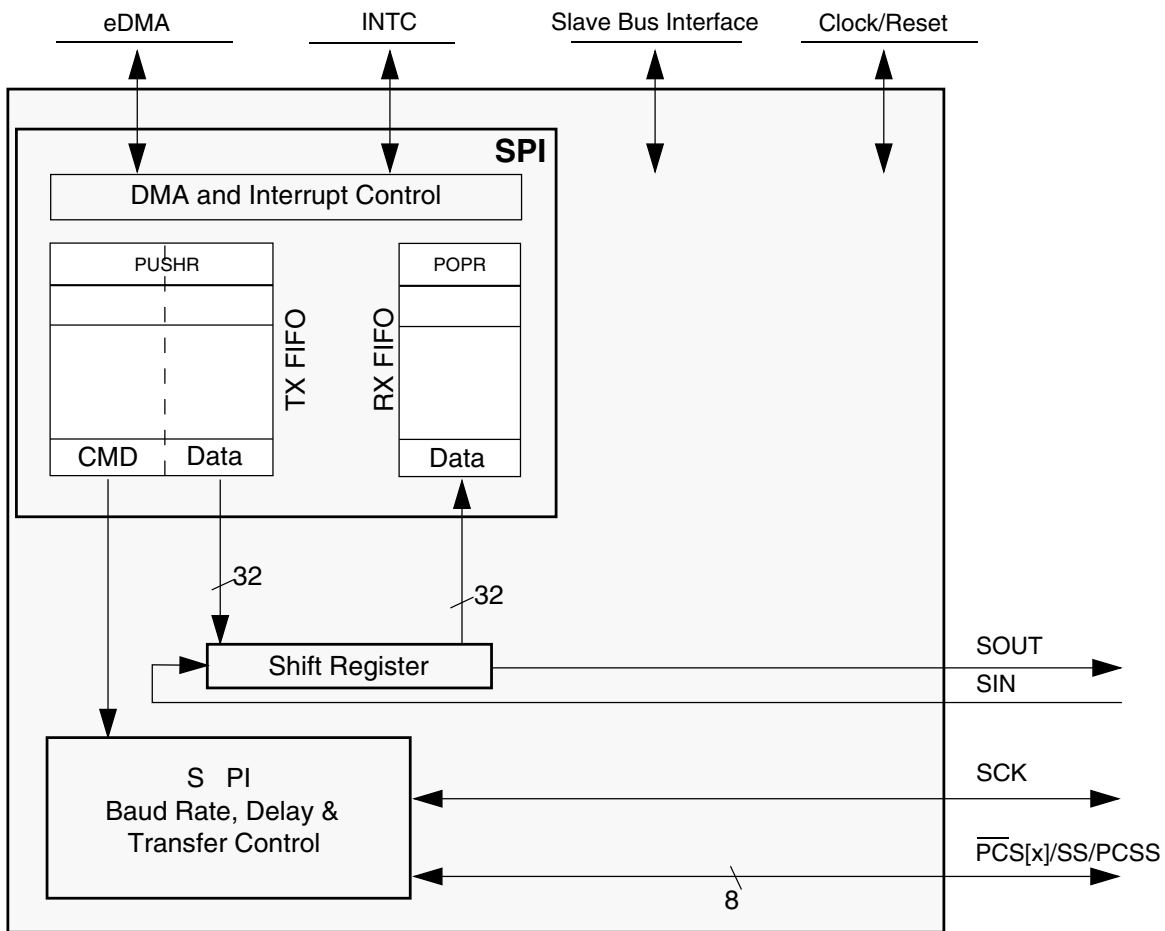 eDMA
INTC
Slave Bus Interface
Clock/Reset
SPI
DMA and Interrupt Control
PUSHR
POPR
TX FIFO
RX FIFO
CMD
Data
Data
32
32
Shift Register
SOUT
SIN
S PI
Baud Rate, Delay &
Transfer Control
SCK
PCS[x]/SS/PCSS
8